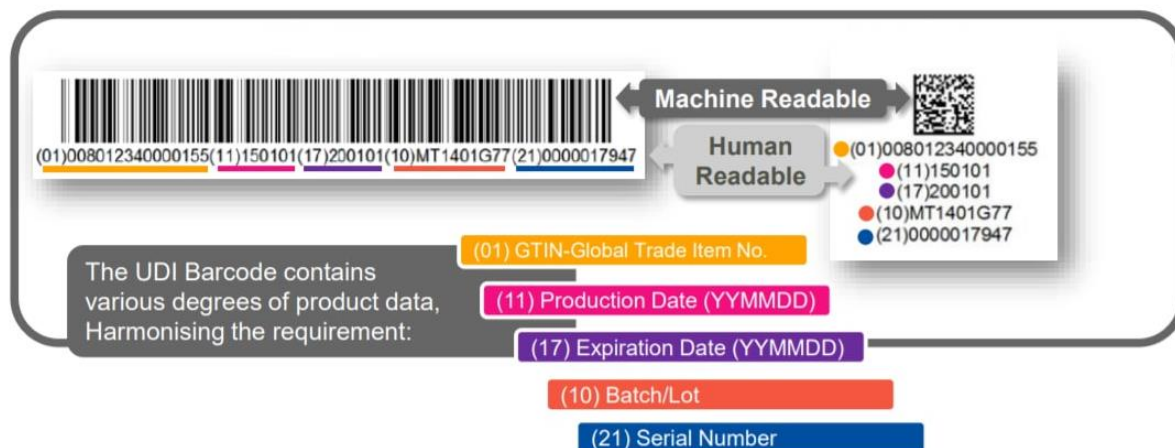 Machine Readable
(01)008012340000155(11)150101(17)200101(10)MT1401G77(21)0000017947
Human
Readable
(01)008012340000155
(11)150101
(17)200101
(10)MT1401G77
(21)0000017947
The UDI Barcode contains
various degrees of product data,
Harmonising the requirement:
(01) GTIN-Global Trade Item No.
(11) Production Date (YYMMDD)
(17) Expiration Date (YYMMDD)
(10) Batch/Lot
(21) Serial Number